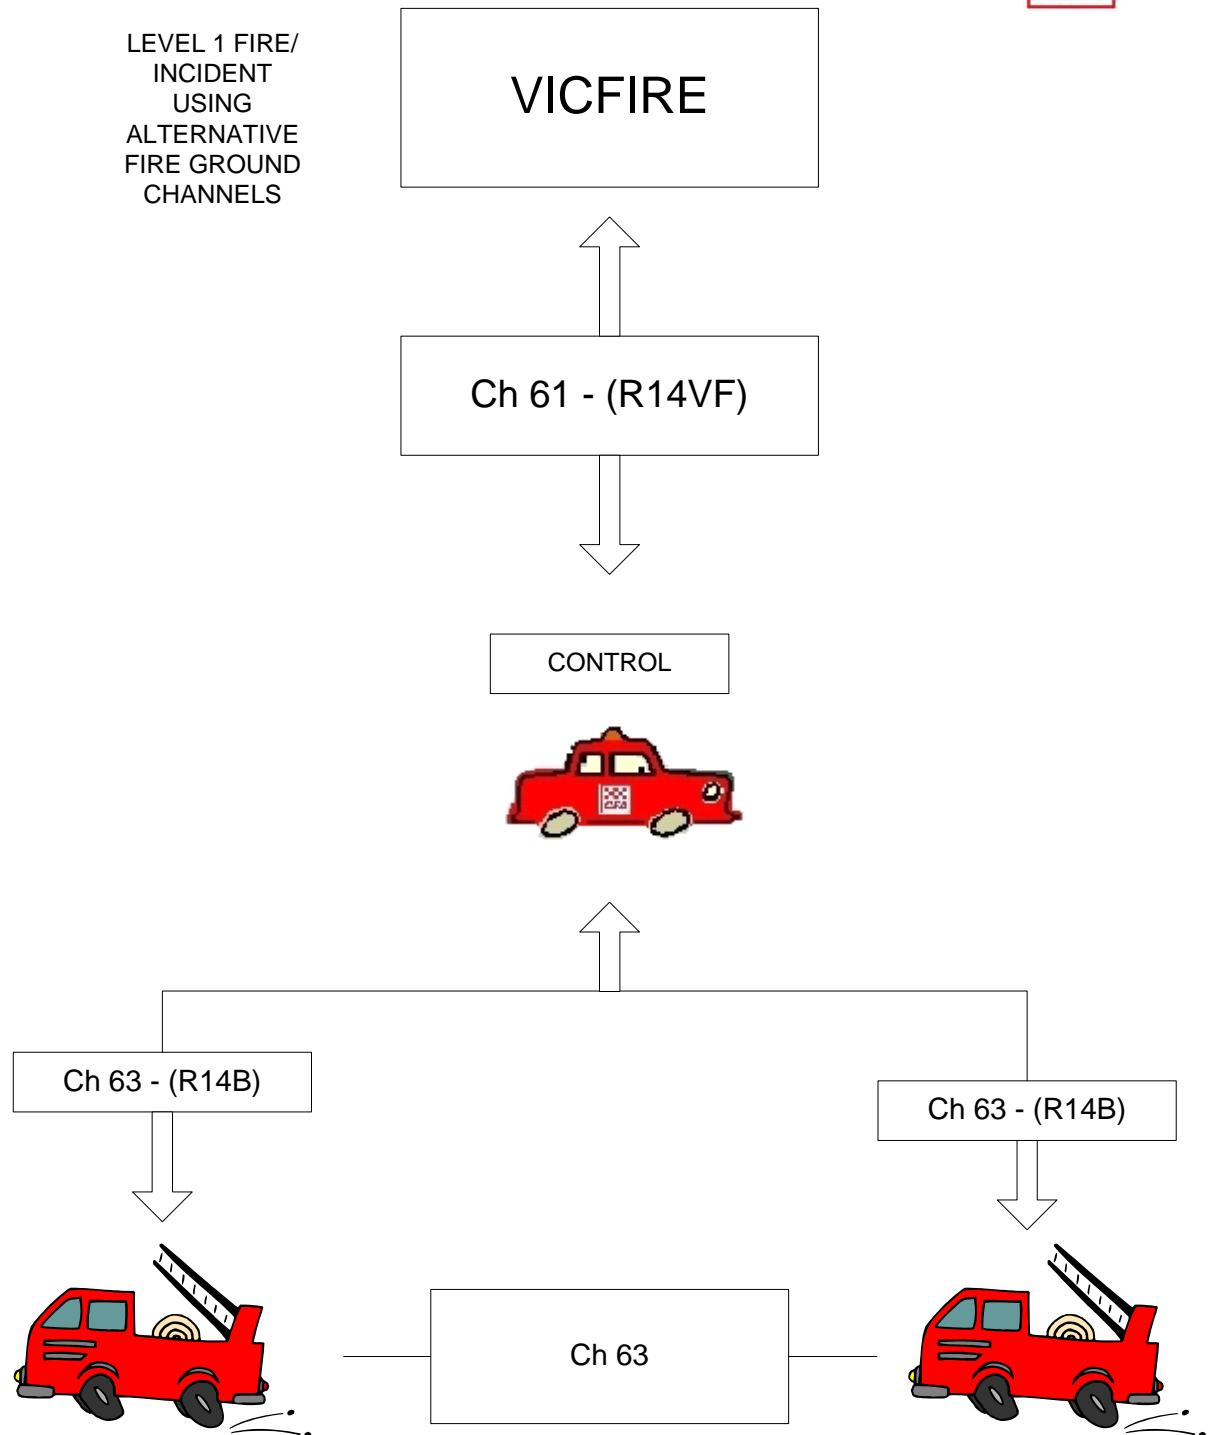 LEVEL 1 FIRE/
INCIDENT
USING
ALTERNATIVE
FIRE GROUND
CHANNELS
VICFIRE
Ch 61 - (R14VF)
CONTROL
CFA
Ch 63 - (R14B)
Ch 63 - (R14B)
Ch 63